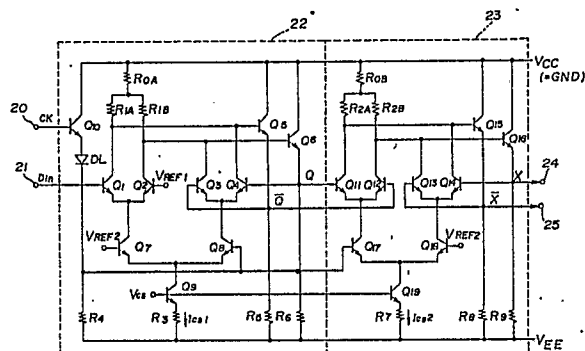 22
23
20
CK
Q10
R0A
R1A
R1B
Q5
Q6
R0B
R2A
R2B
Q15
Q16
VCC
(=GND)
DL
21
Din
Q1
Q2
VREF1
Q3
Q4
Q
Q̅
Q11
Q13
Q14
X
24
X̅
25
VREF2
Q7
Q8
Q17
VREF2
Vcs
Q9
Q19
R4
R3
Ics1
R5
R6
R7
Ics2
R8
R9
VEE